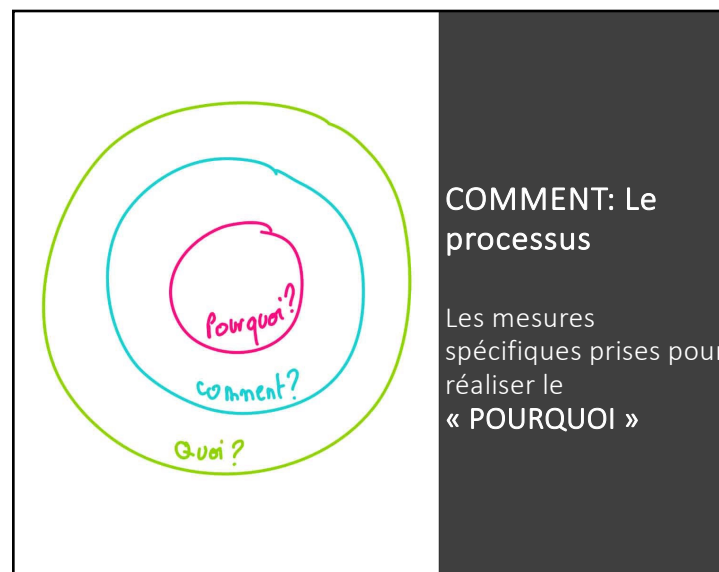 Pourquoi?
comment?
Quoi?
COMMENT: Le
processus
Les mesures
spécifiques prises pour
réaliser le
« POURQUOI »